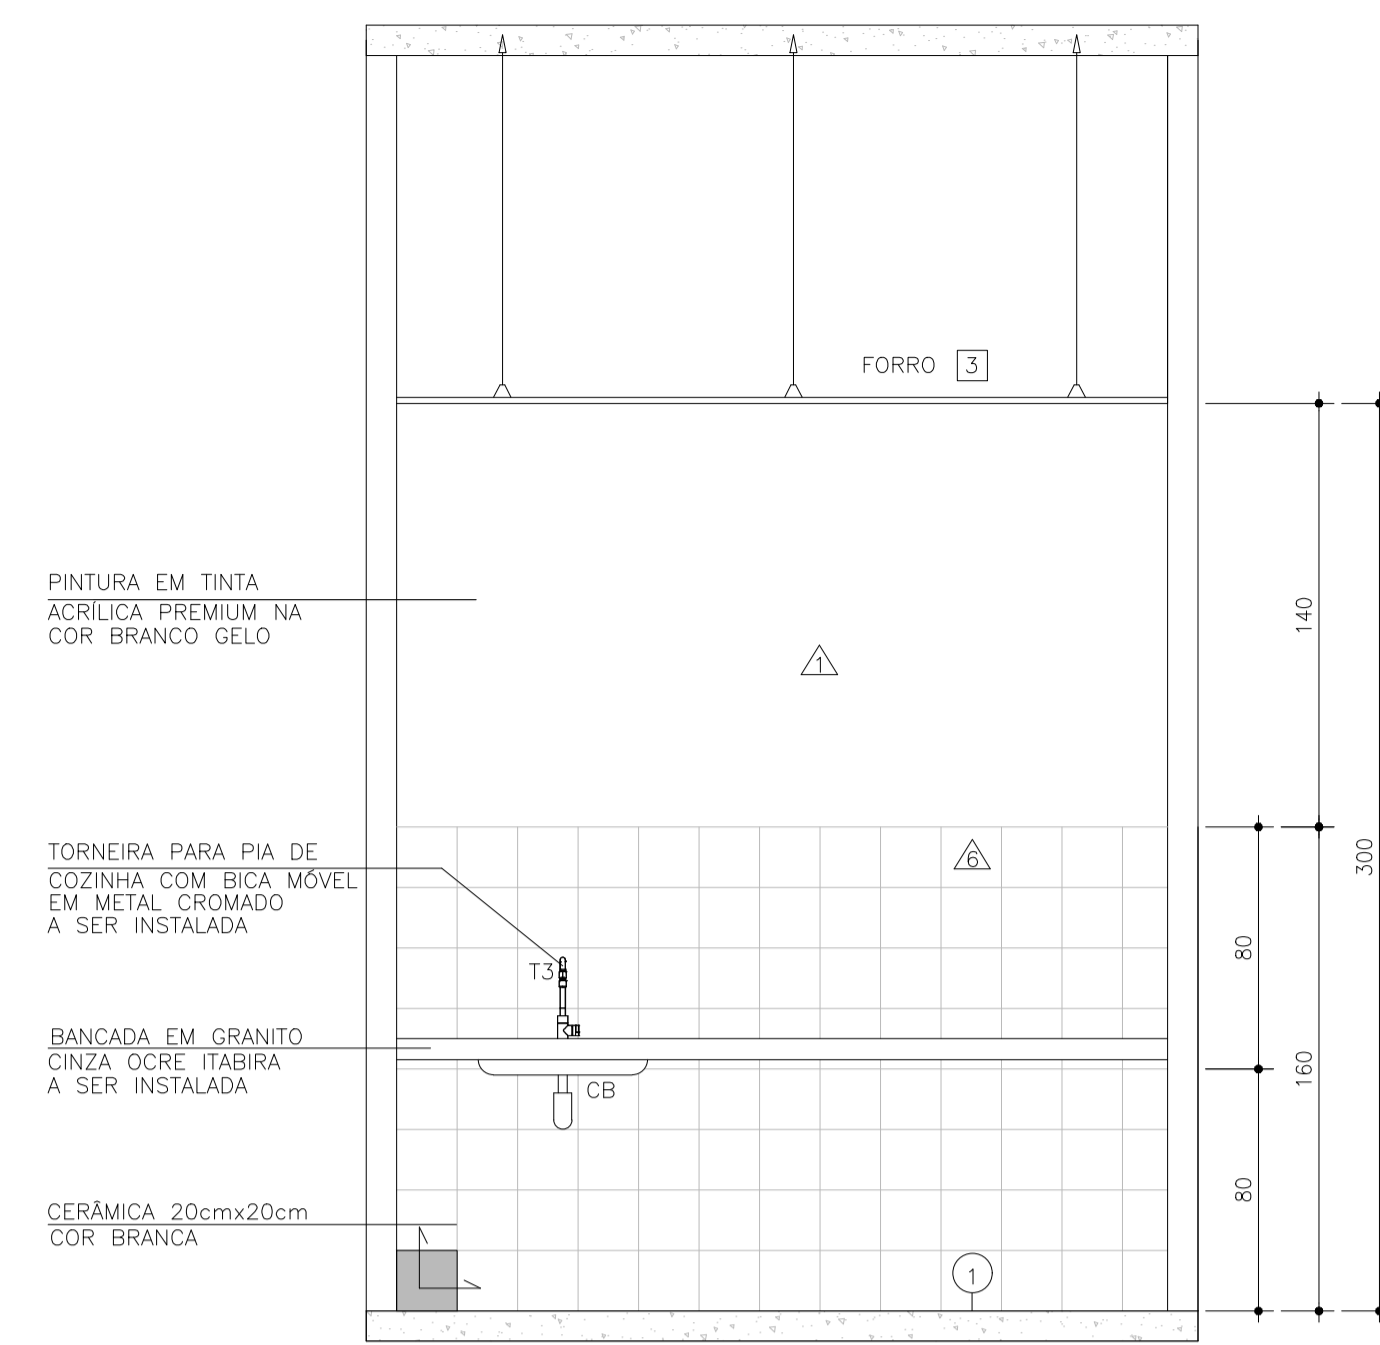 FORRO 3
PINTURA EM TINTA
ACRÍLICA PREMIUM NA
COR BRANCO GELO
1
140
300
TORNEIRA PARA PIA DE
COZINHA COM BICA MÓVEL
EM METAL CROMADO
A SER INSTALADA
6
T3
80
BANCADA EM GRANITO
CINZA OCRE ITABIRA
A SER INSTALADA
CB
160
CERÂMICA 20cmx20cm
COR BRANCA
80
1